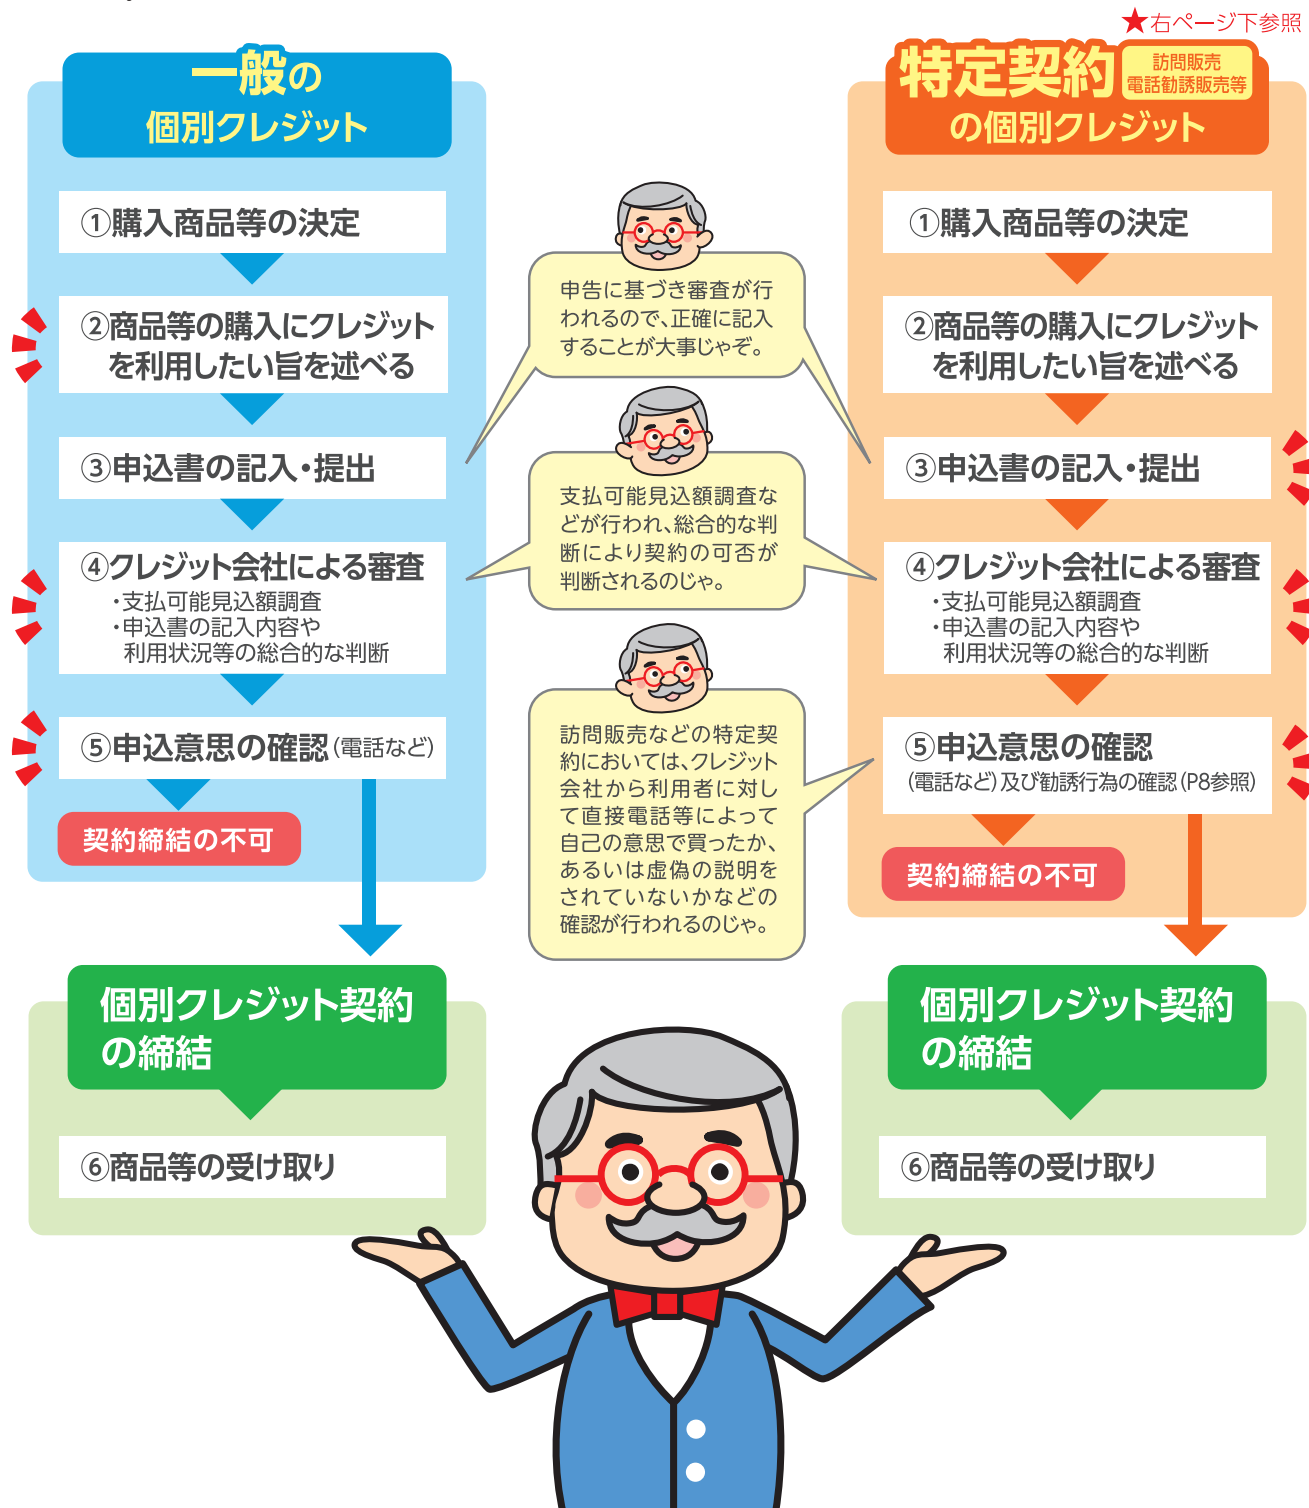 ★右ページ下参照
一般の
個別クレジット
①購入商品等の決定
②商品等の購入にクレジット
を利用したい旨を述べる
③申込書の記入・提出
④クレジット会社による審査
・支払可能見込額調査
・申込書の記入内容や
利用状況等の総合的な判断
⑤申込意思の確認（電話など）
契約締結の不可
個別クレジット契約
の締結
⑥商品等の受け取り
申告に基づき審査が行
われるので、正確に記入
することが大事じゃぞ。
支払可能見込額調査な
どが行われ、総合的な判
断により契約の可否が
判断されるのじゃ。
訪問販売などの特定契
約においては、クレジット
会社から利用者に対し
て直接電話等によって
自己の意思で買ったか、
あるいは虚偽の説明を
されていないかなどの
確認が行われるのじゃ。
特定契約
訪問販売
電話勧誘販売等
の個別クレジット
①購入商品等の決定
②商品等の購入にクレジット
を利用したい旨を述べる
③申込書の記入・提出
④クレジット会社による審査
・支払可能見込額調査
・申込書の記入内容や
利用状況等の総合的な判断
⑤申込意思の確認
（電話など）及び勧誘行為の確認（P8参照）
契約締結の不可
個別クレジット契約
の締結
⑥商品等の受け取り